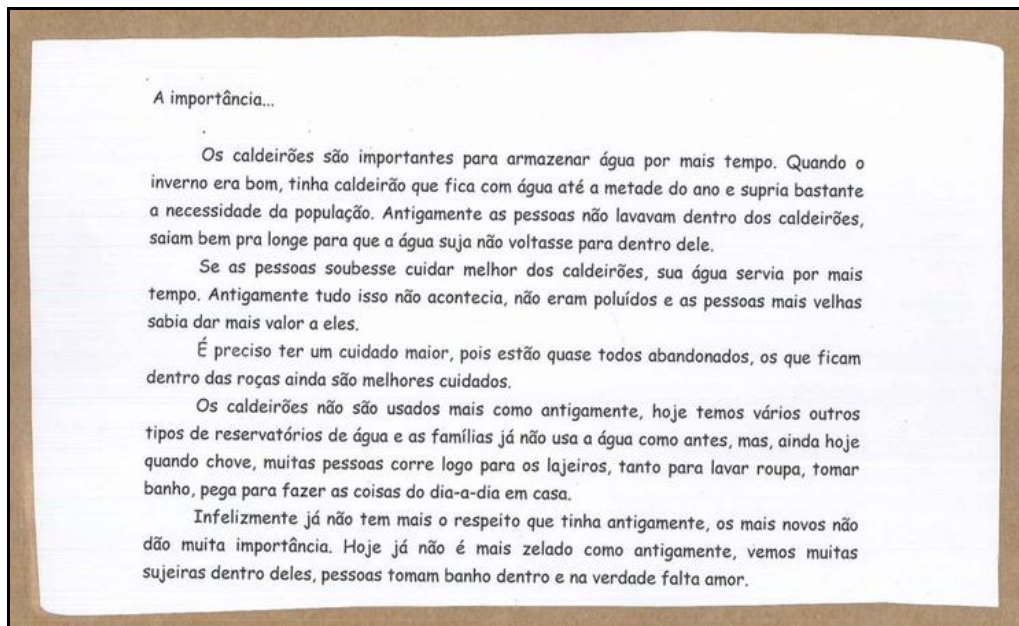 A importância...
Os caldeirões são importantes para armazenar água por mais tempo. Quando o
inverno era bom, tinha caldeirão que fica com água até a metade do ano e supria bastante
a necessidade da população. Antigamente as pessoas não lavavam dentro dos caldeirões,
saiam bem pra longe para que a água suja não voltasse para dentro dele.
Se as pessoas soubesse cuidar melhor dos caldeirões, sua água servia por mais
tempo. Antigamente tudo isso não acontecia, não eram poluídos e as pessoas mais velhas
sabia dar mais valor a eles.
É preciso ter um cuidado maior, pois estão quase todos abandonados, os que ficam
dentro das roças ainda são melhores cuidados.
Os caldeirões não são usados mais como antigamente, hoje temos vários outros
tipos de reservatórios de água e as famílias já não usa a água como antes, mas, ainda hoje
quando chove, muitas pessoas corre logo para os lajeiros, tanto para lavar roupa, tomar
banho, pega para fazer as coisas do dia-a-dia em casa.
Infelizmente já não tem mais o respeito que tinha antigamente, os mais novos não
dão muita importância. Hoje já não é mais zelado como antigamente, vemos muitas
sujeiras dentro deles, pessoas tomam banho dentro e na verdade falta amor.